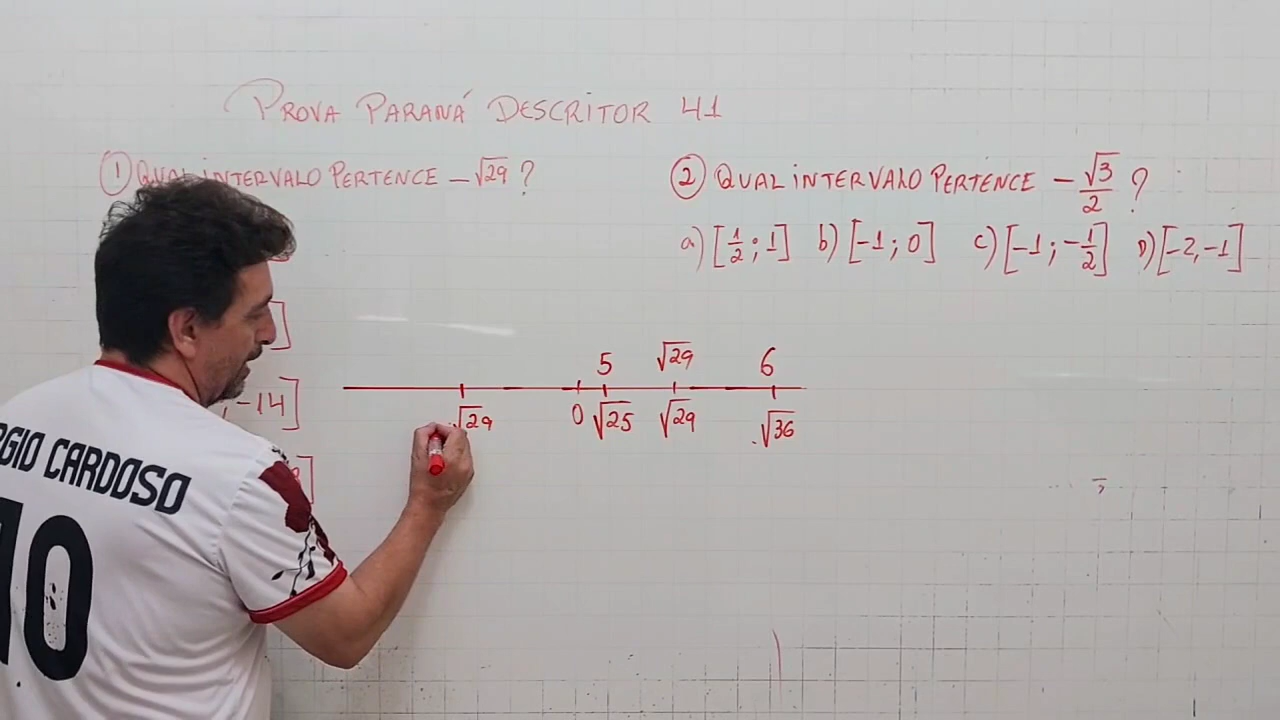 PROVA PARANÁ DESCRITOR 41
① QUAL INTERVALO PERTENCE -√29 ?
② QUAL INTERVALO PERTENCE -√3/2 ?
a) [1/2 ; 1] b) [-1 ; 0] c) [-1 ; -1/2] D) [-2,-1]
]
, -14]
]
5 √29 6
√29 0 √25 √29 √36
RGIO CARDOSO
10